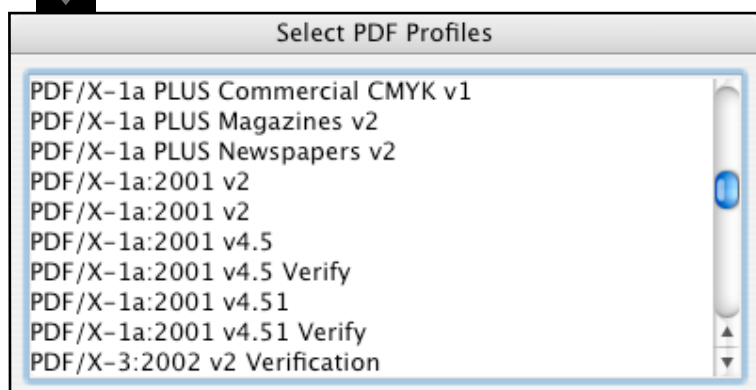 Select PDF Profiles
PDF/X-1a PLUS Commercial CMYK v1
PDF/X-1a PLUS Magazines v2
PDF/X-1a PLUS Newspapers v2
PDF/X-1a:2001 v2
PDF/X-1a:2001 v2
PDF/X-1a:2001 v4.5
PDF/X-1a:2001 v4.5 Verify
PDF/X-1a:2001 v4.51
PDF/X-1a:2001 v4.51 Verify
PDF/X-3:2002 v2 Verification